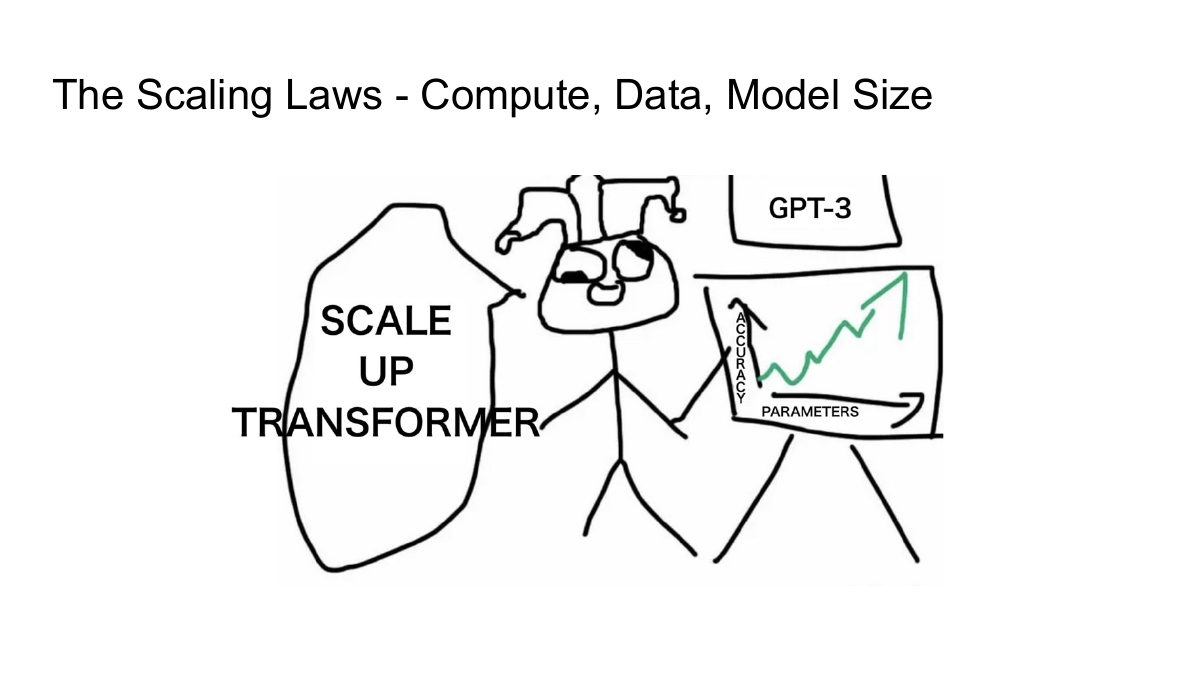 The Scaling Laws - Compute, Data, Model Size
SCALE
UP
TRANSFORMER
GPT-3
ACCURACY
PARAMETERS